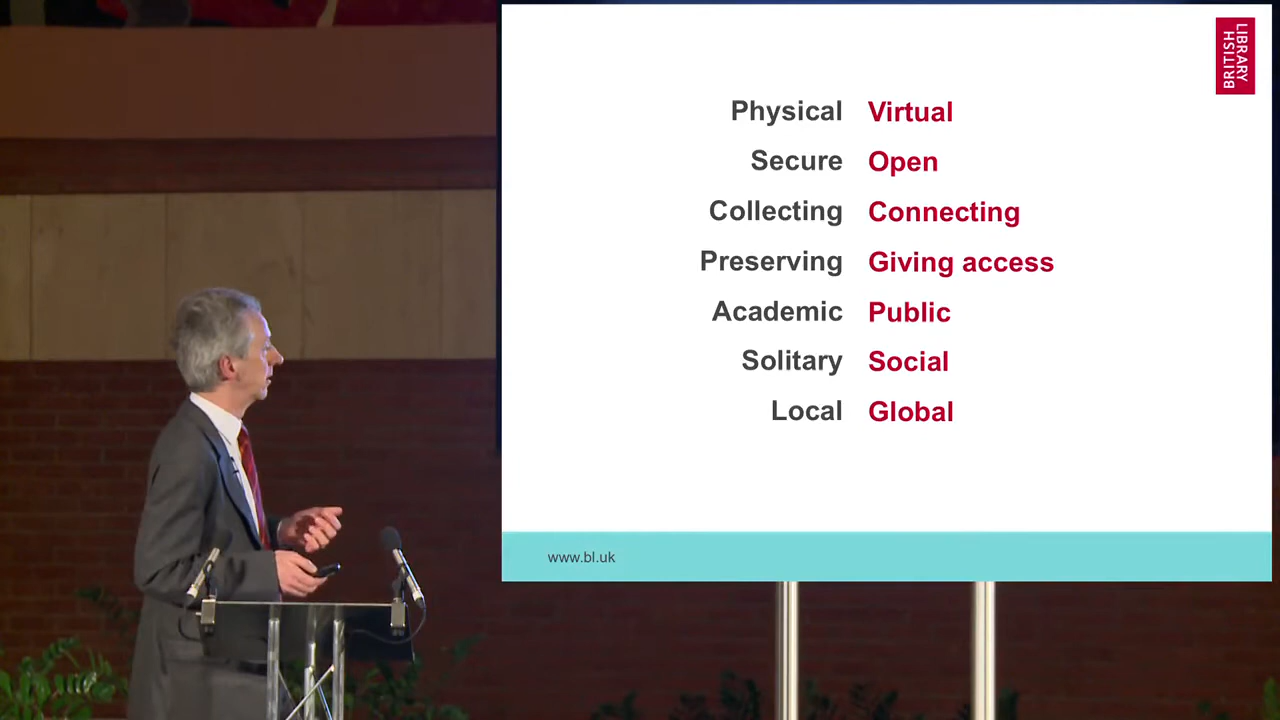 BRITISH
LIBRARY
Physical Virtual
Secure Open
Collecting Connecting
Preserving Giving access
Academic Public
Solitary Social
Local Global
www.bl.uk